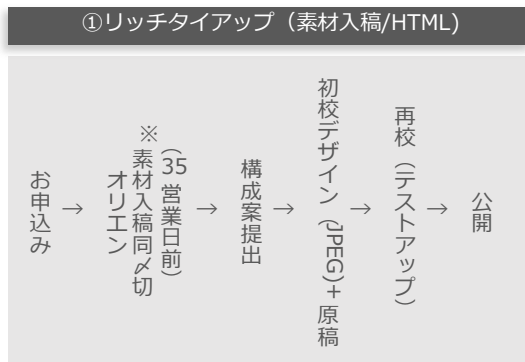 ①リッチタイアップ（素材入稿/HTML)
お申込み
→
オリエン
※素材入稿同〆切
（35営業日前）
→
構成案提出
→
初校デザイン（JPEG)＋原稿
→
再校（テストアップ）
→
公開